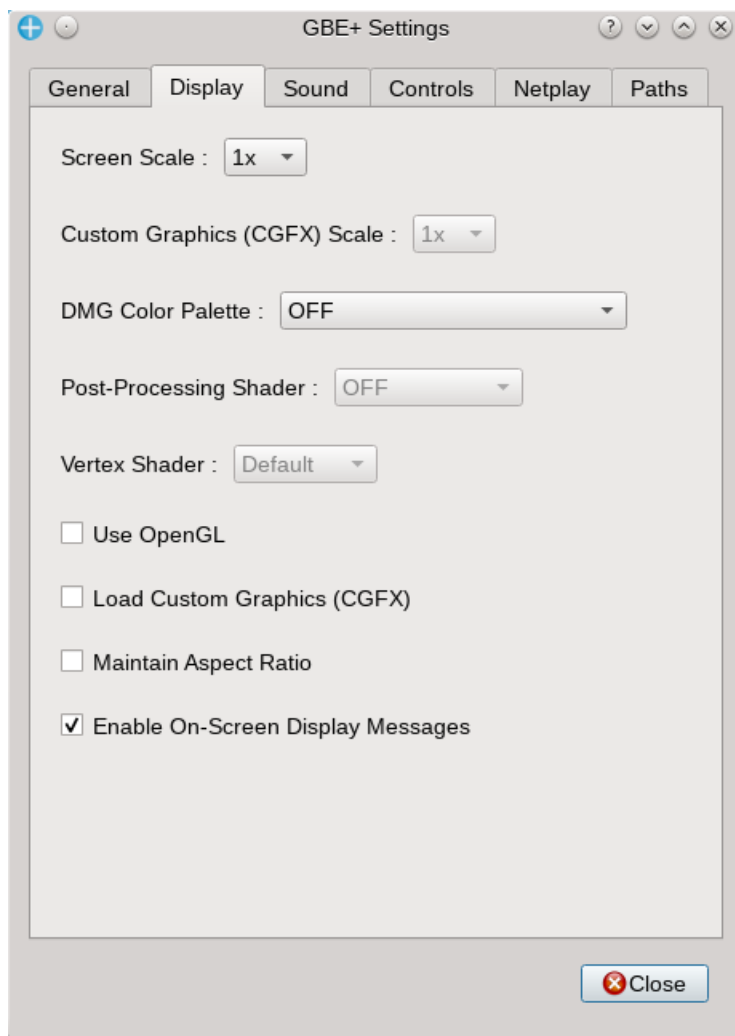 GBE+ Settings
General Display Sound Controls Netplay Paths
Screen Scale : 1x
Custom Graphics (CGFX) Scale : 1x
DMG Color Palette : OFF
Post-Processing Shader : OFF
Vertex Shader : Default
Use OpenGL
Load Custom Graphics (CGFX)
Maintain Aspect Ratio
Enable On-Screen Display Messages
Close